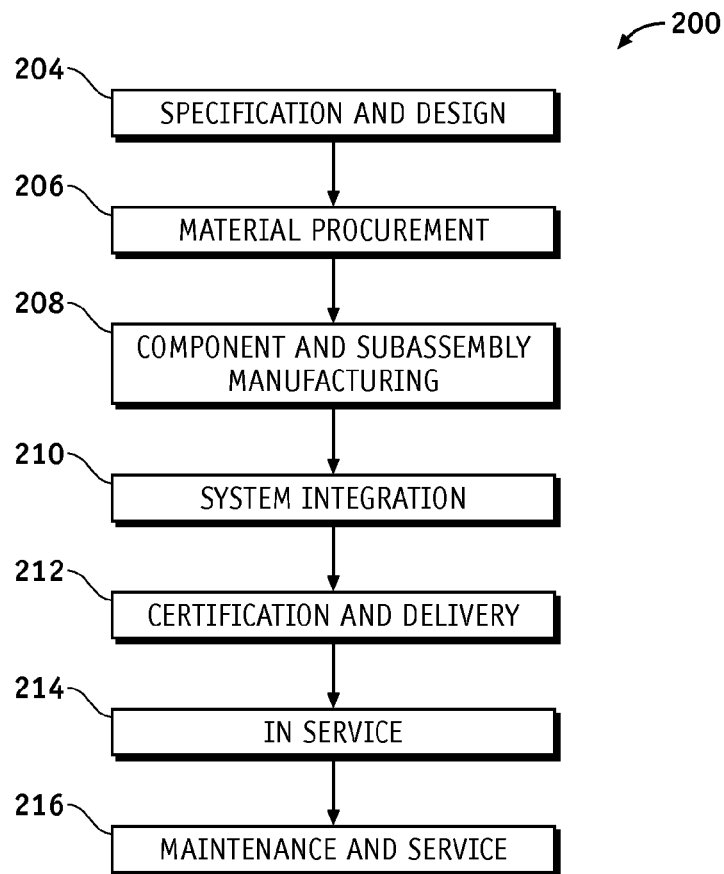 200
204
SPECIFICATION AND DESIGN
206
MATERIAL PROCUREMENT
208
COMPONENT AND SUBASSEMBLY
MANUFACTURING
210
SYSTEM INTEGRATION
212
CERTIFICATION AND DELIVERY
214
IN SERVICE
216
MAINTENANCE AND SERVICE